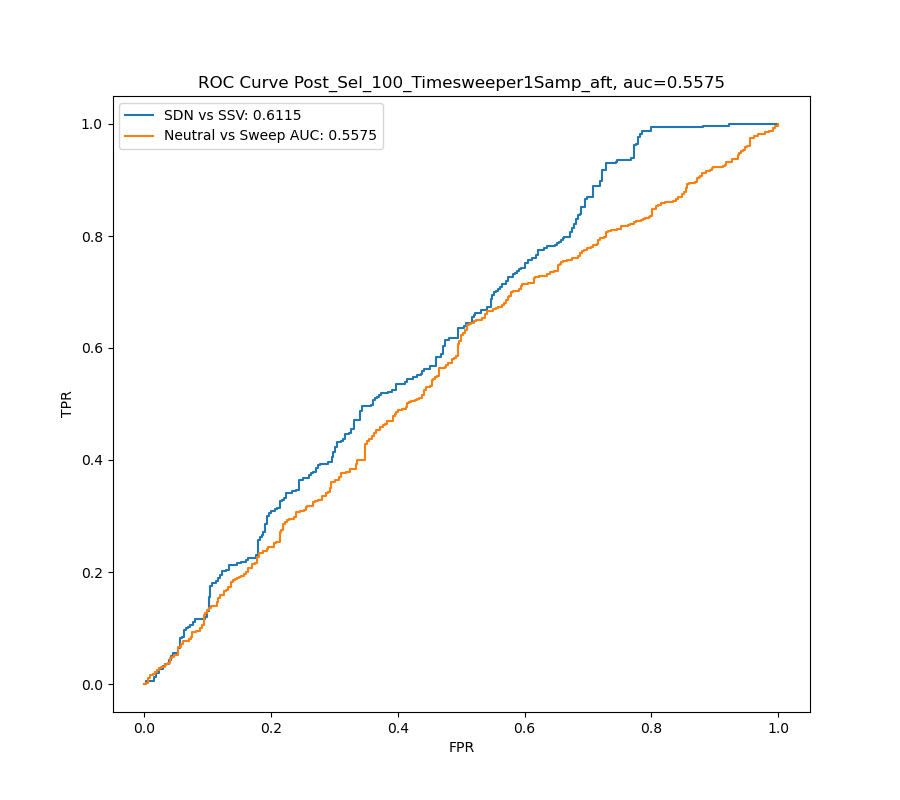 ROC Curve Post_Sel_100_Timesweeper1Samp_aft, auc=0.5575
SDN vs SSV: 0.6115
Neutral vs Sweep AUC: 0.5575
1.0
0.8
0.6
0.4
0.2
0.0
TPR
0.0 0.2 0.4 0.6 0.8 1.0
FPR